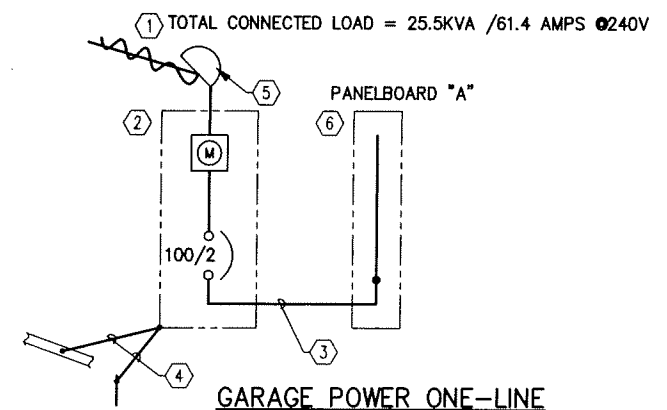 1 TOTAL CONNECTED LOAD = 25.5KVA /61.4 AMPS @240V
5
PANELBOARD "A"
2
6
M
100/2
3
4
GARAGE POWER ONE-LINE